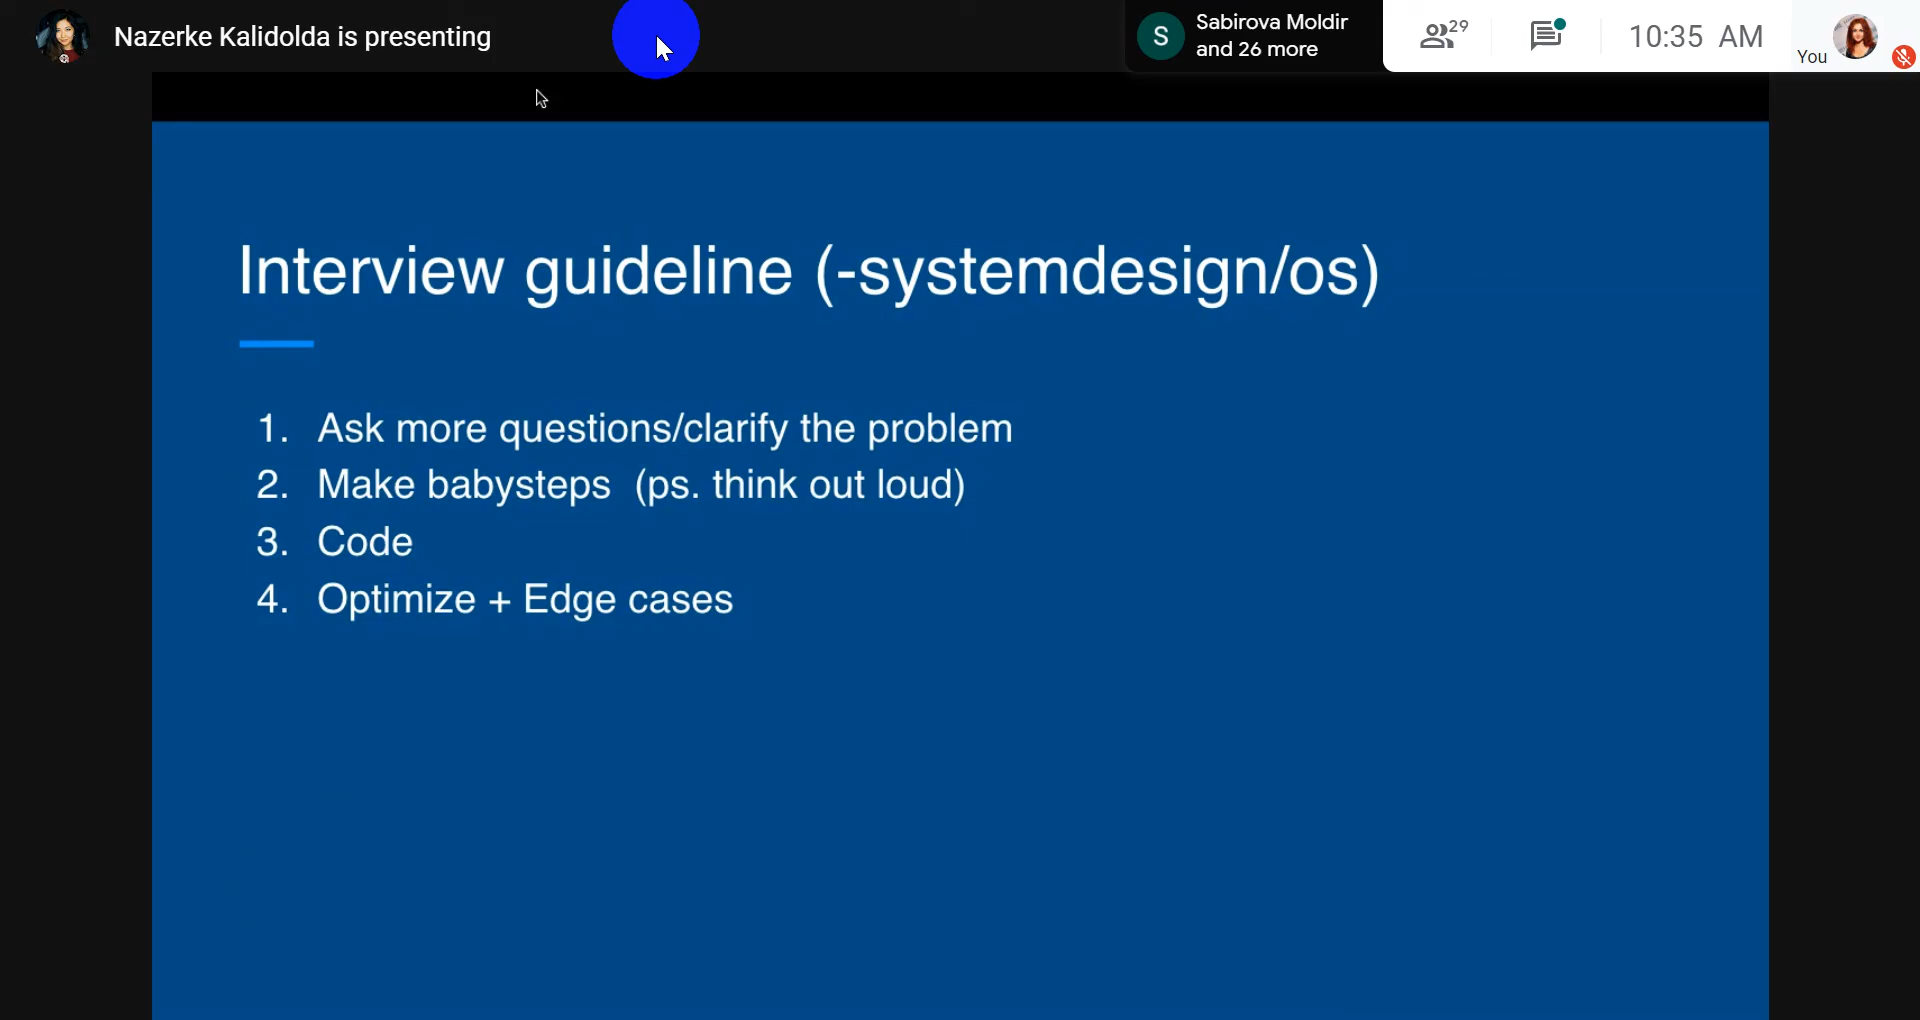 Nazerke Kalidolda is presenting
S
Sabirova Moldir
and 26 more
29
10:35 AM
You
Interview guideline (-systemdesign/os)
1. Ask more questions/clarify the problem
2. Make babysteps (ps. think out loud)
3. Code
4. Optimize + Edge cases